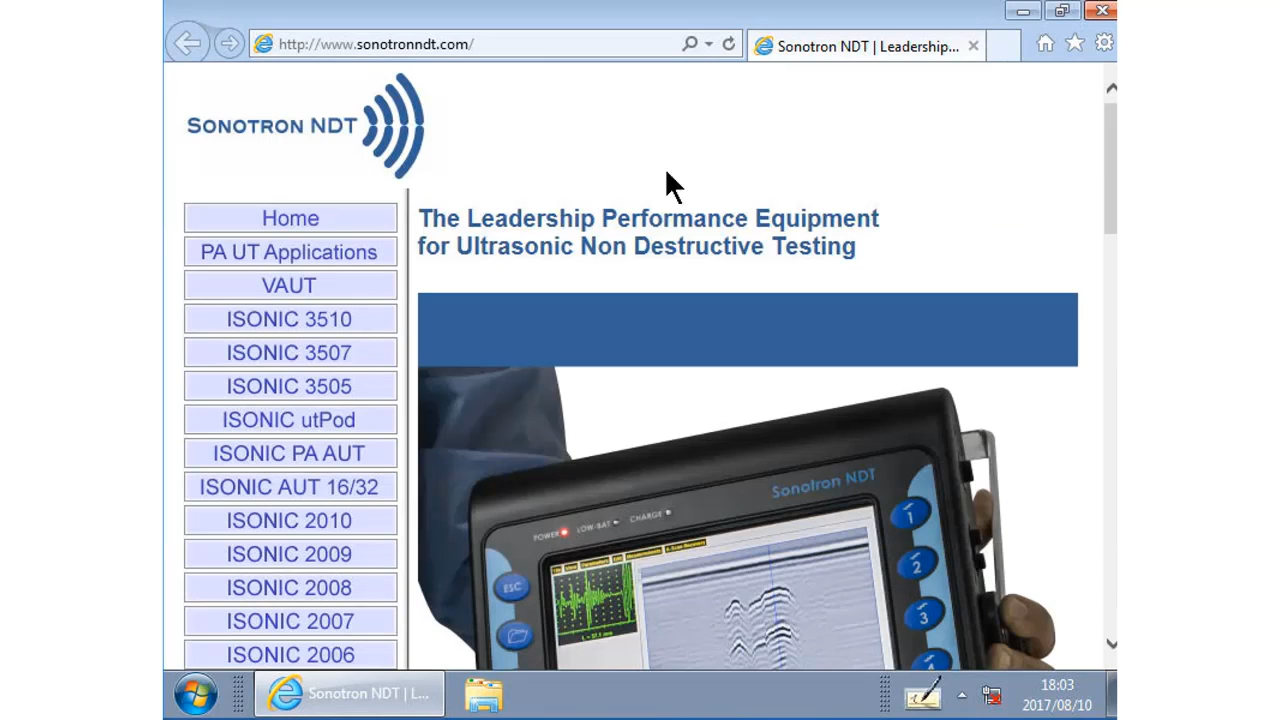 http://www.sonotronndt.com/
Sonotron NDT | Leadership...
SONOTRON NDT
Home
PA UT Applications
VAUT
ISONIC 3510
ISONIC 3507
ISONIC 3505
ISONIC utPod
ISONIC PA AUT
ISONIC AUT 16/32
ISONIC 2010
ISONIC 2009
ISONIC 2008
ISONIC 2007
ISONIC 2006
The Leadership Performance Equipment
for Ultrasonic Non Destructive Testing
Sonotron NDT
POWER LOW-BAT CHARGE
ESC
1
2
3
4
Sonotron NDT | L...
18:03
2017/08/10